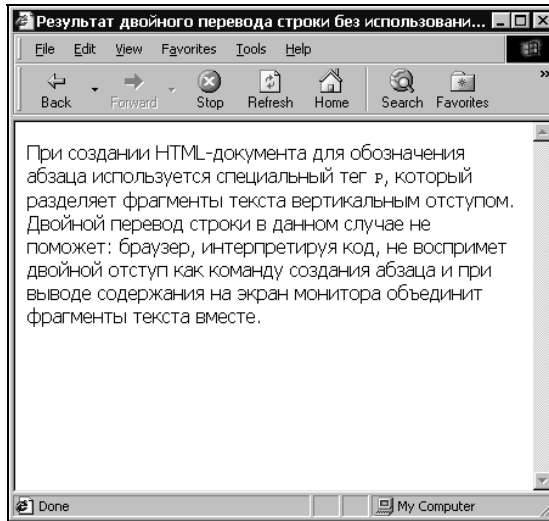 Результат двойного перевода строки без использовани...
File Edit View Favorites Tools Help
Back Forward Stop Refresh Home Search Favorites »
При создании HTML-документа для обозначения
абзаца используется специальный тег P, который
разделяет фрагменты текста вертикальным отступом.
Двойной перевод строки в данном случае не
поможет: браузер, интерпретируя код, не воспримет
двойной отступ как команду создания абзаца и при
выводе содержания на экран монитора объединит
фрагменты текста вместе.
Done My Computer